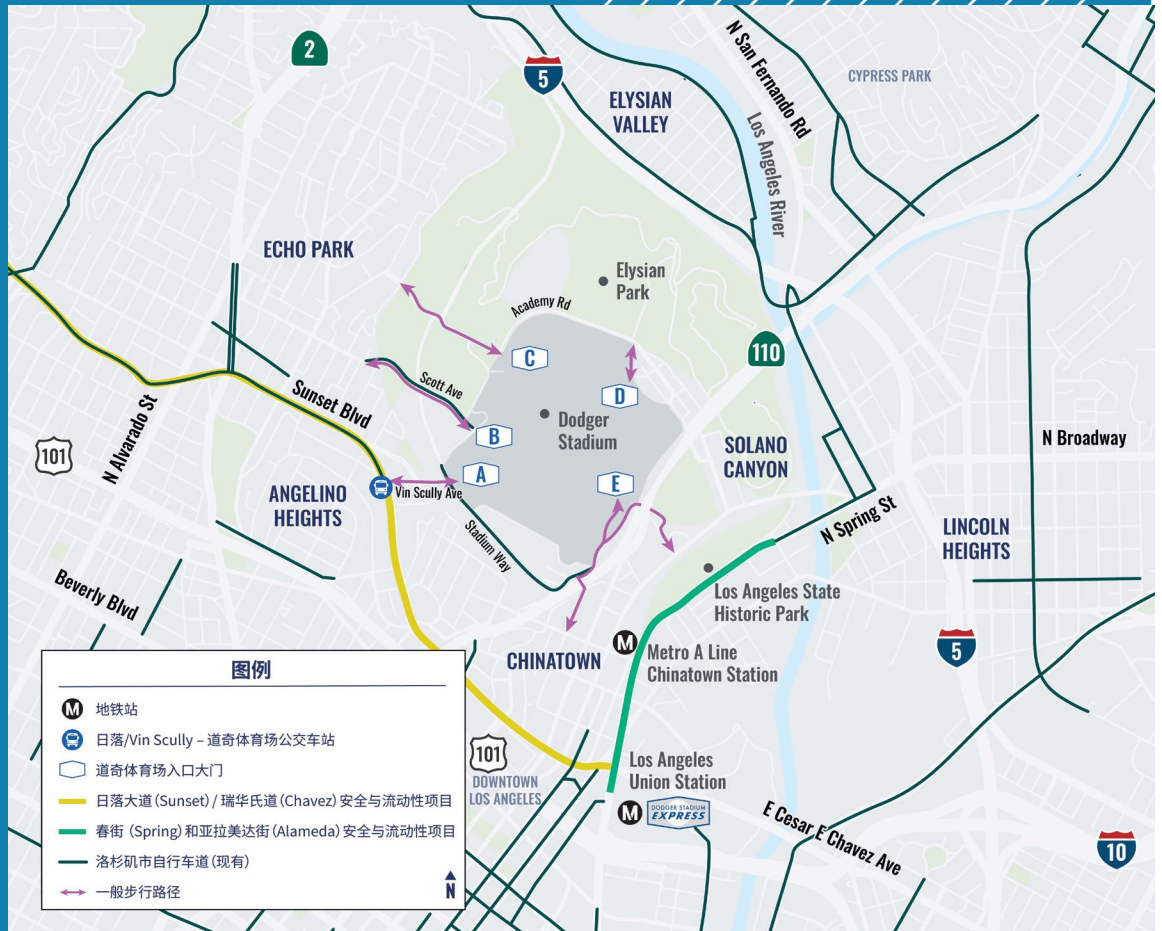 2
5
ELYSIAN
VALLEY
N San Fernando Rd
CYPRESS PARK
Los Angeles River
ECHO PARK
Elysian
Park
Academy Rd
110
C
D
Scott Ave
Dodger
Stadium
B
Sunset Blvd
N Alvarado St
101
SOLANO
CANYON
N Broadway
A
E
Vin Scully Ave
ANGELINO
HEIGHTS
Stadium Way
N Spring St
LINCOLN
HEIGHTS
Beverly Blvd
Los Angeles State
Historic Park
5
M
Metro A Line
Chinatown Station
CHINATOWN
101
DOWNTOWN
LOS ANGELES
Los Angeles
Union Station
M
DODGER STADIUM
EXPRESS
E Cesar E Chavez Ave
10
图例
M 地铁站
日落/Vin Scully – 道奇体育场公交车站
道奇体育场入口大门
日落大道(Sunset) / 瑞华氏道(Chavez)安全与流动性项目
春街 (Spring) 和亚拉美达街(Alameda)安全与流动性项目
洛杉矶市自行车道(现有)
一般步行路径
N